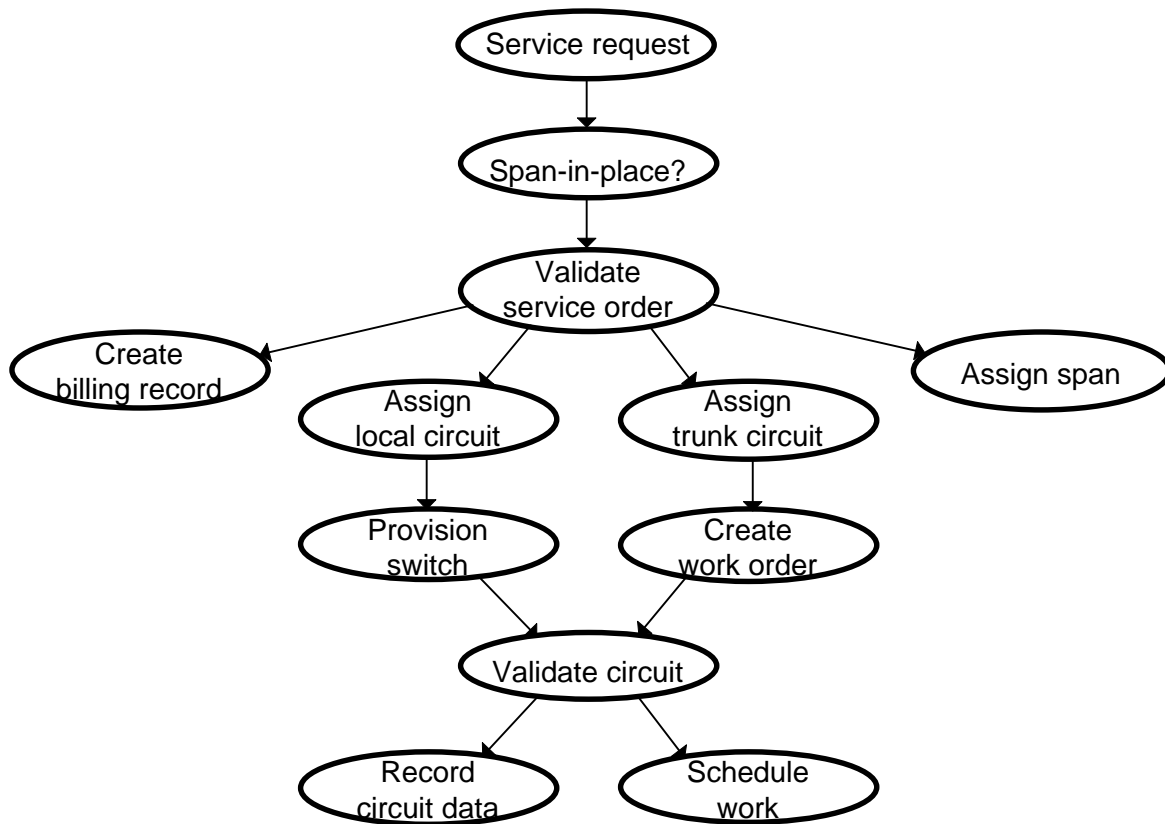 Service request
Span-in-place?
Validate
service order
Create
billing record
Assign
local circuit
Assign
trunk circuit
Assign span
Provision
switch
Create
work order
Validate circuit
Record
circuit data
Schedule
work